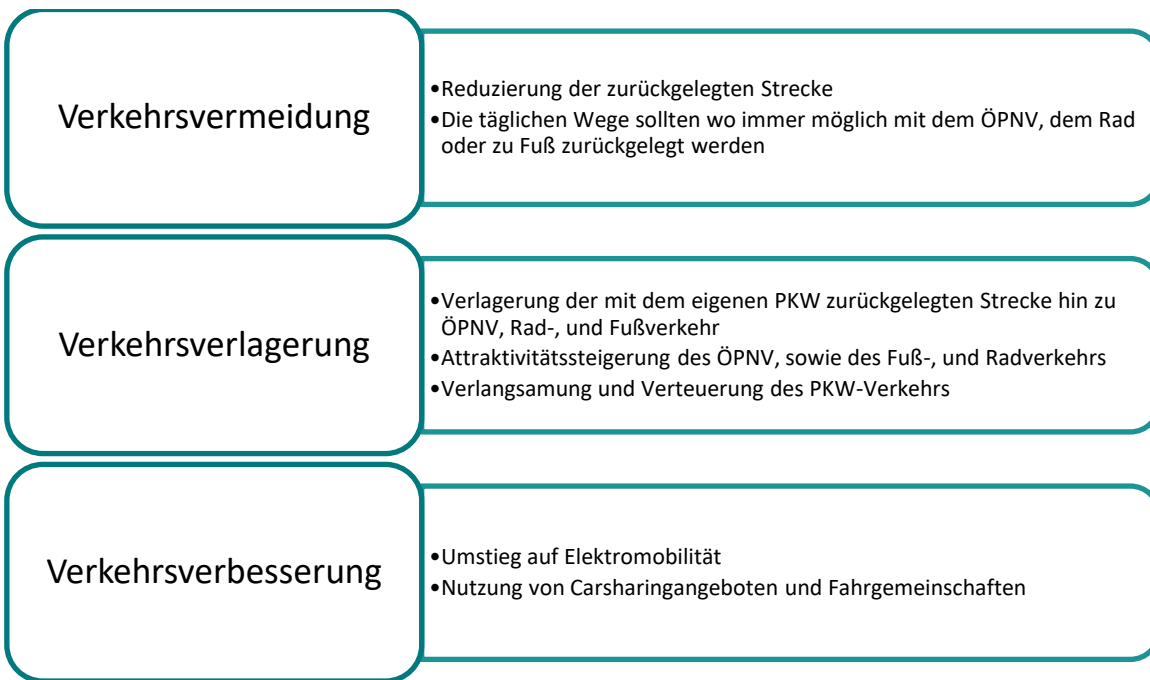 Verkehrsvermeidung
•Reduzierung der zurückgelegten Strecke
•Die täglichen Wege sollten wo immer möglich mit dem ÖPNV, dem Rad
oder zu Fuß zurückgelegt werden
Verkehrsverlagerung
•Verlagerung der mit dem eigenen PKW zurückgelegten Strecke hin zu
ÖPNV, Rad-, und Fußverkehr
•Attraktivitätssteigerung des ÖPNV, sowie des Fuß-, und Radverkehrs
•Verlangsamung und Verteuerung des PKW-Verkehrs
Verkehrsverbesserung
•Umstieg auf Elektromobilität
•Nutzung von Carsharingangeboten und Fahrgemeinschaften